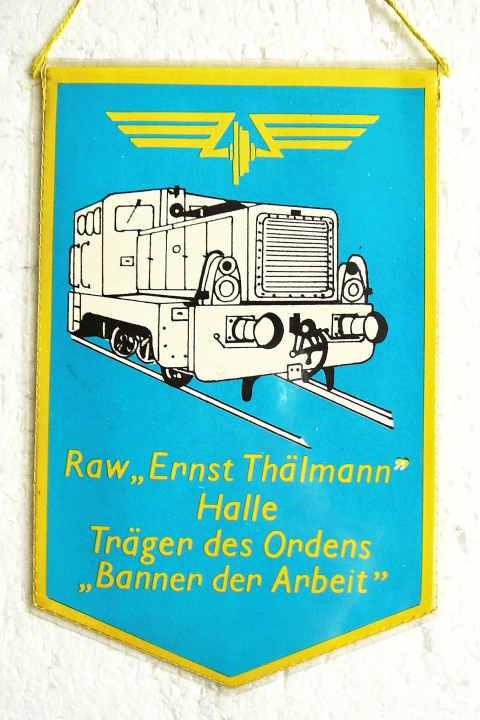 Raw „Ernst Thälmann”
Halle
Träger des Ordens
„Banner der Arbeit”